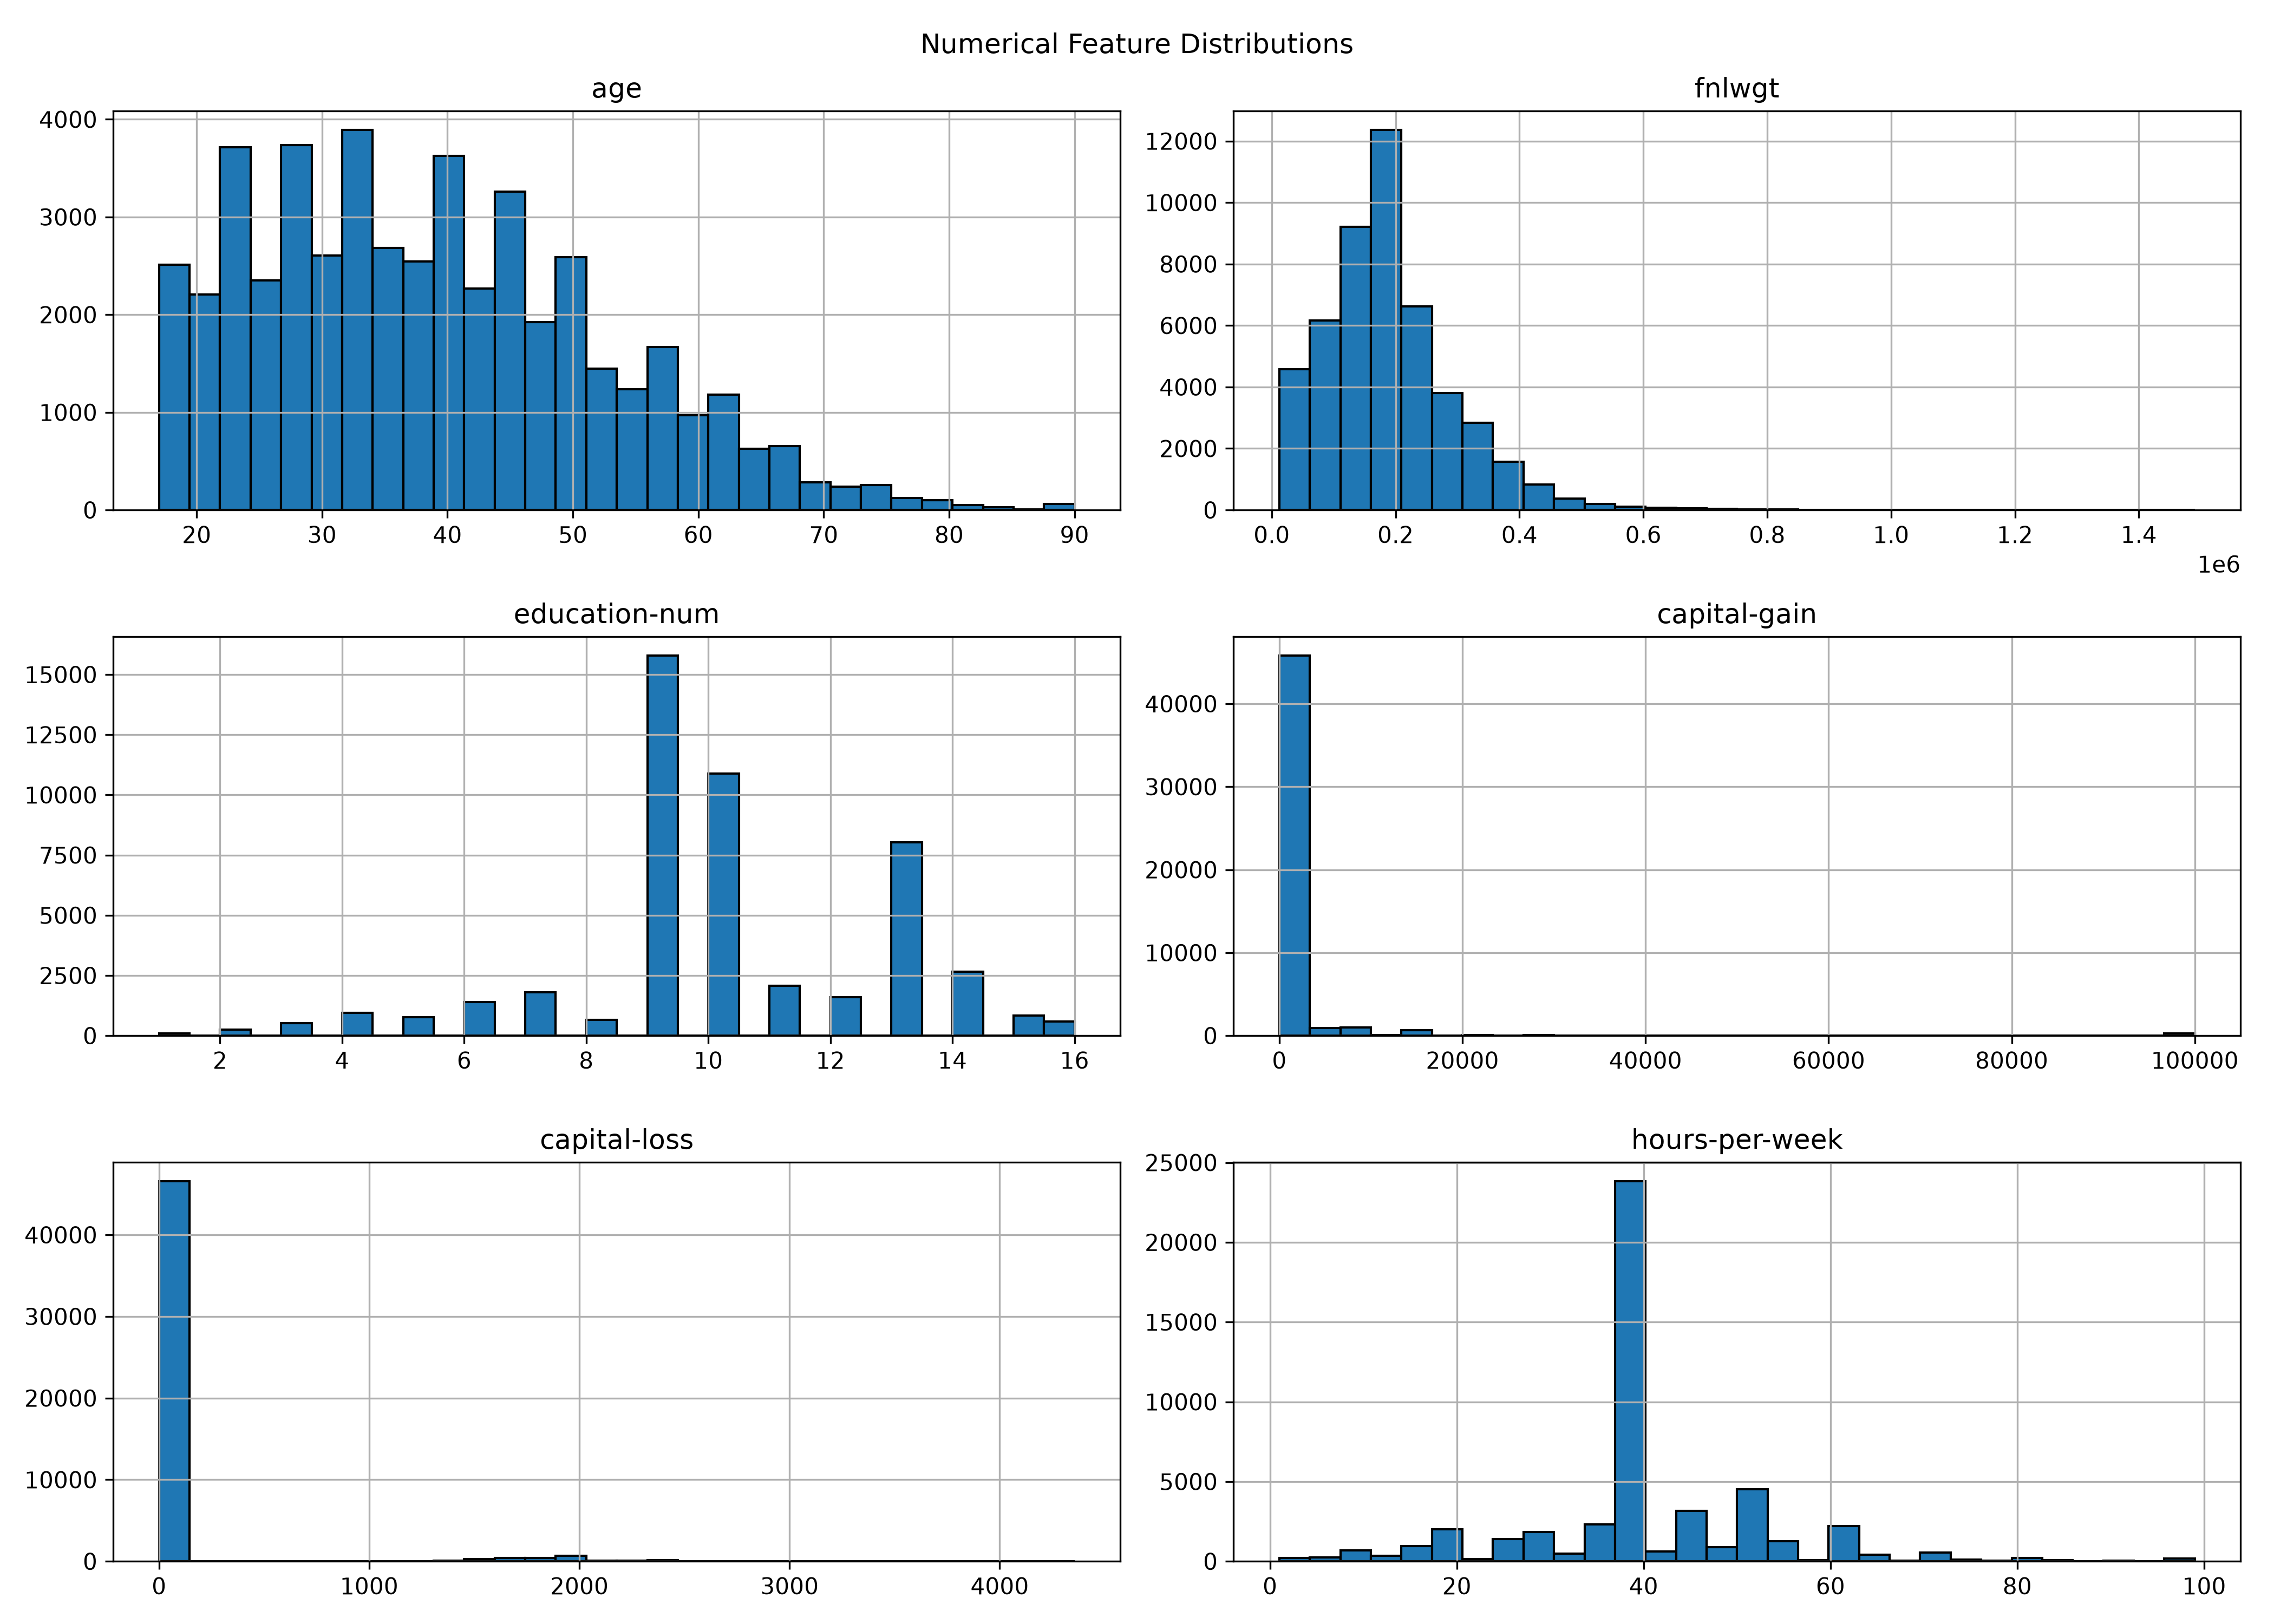 Numerical Feature Distributions
age
4000
3000
2000
1000
0
20 30 40 50 60 70 80 90
fnlwgt
12000
10000
8000
6000
4000
2000
0
0.0 0.2 0.4 0.6 0.8 1.0 1.2 1.4
1e6
education-num
15000
12500
10000
7500
5000
2500
0
2 4 6 8 10 12 14 16
capital-gain
40000
30000
20000
10000
0
0 20000 40000 60000 80000 100000
capital-loss
40000
30000
20000
10000
0
0 1000 2000 3000 4000
hours-per-week
25000
20000
15000
10000
5000
0
0 20 40 60 80 100